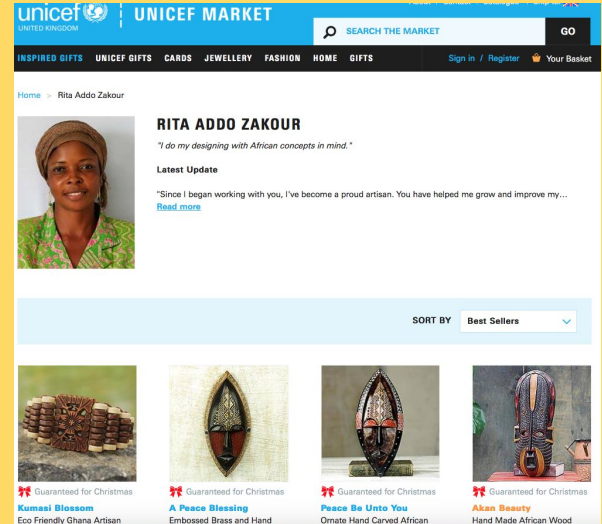 unicef
UNITED KINGDOM
UNICEF MARKET
SEARCH THE MARKET
GO
INSPIRED GIFTS UNICEF GIFTS CARDS JEWELLERY FASHION HOME GIFTS
Sign in / Register Your Basket
Home > Rita Addo Zakour
RITA ADDO ZAKOUR
"I do my designing with African concepts in mind."
Latest Update
"Since I began working with you, I've become a proud artisan. You have helped me grow and improve my...
Read more
SORT BY Best Sellers
Guaranteed for Christmas Guaranteed for Christmas Guaranteed for Christmas Guaranteed for Christmas
Kumasi Blossom A Peace Blessing Peace Be Unto You Akan Beauty
Eco Friendly Ghana Artisan Embossed Brass and Hand Ornate Hand Carved African Hand Made African Wood